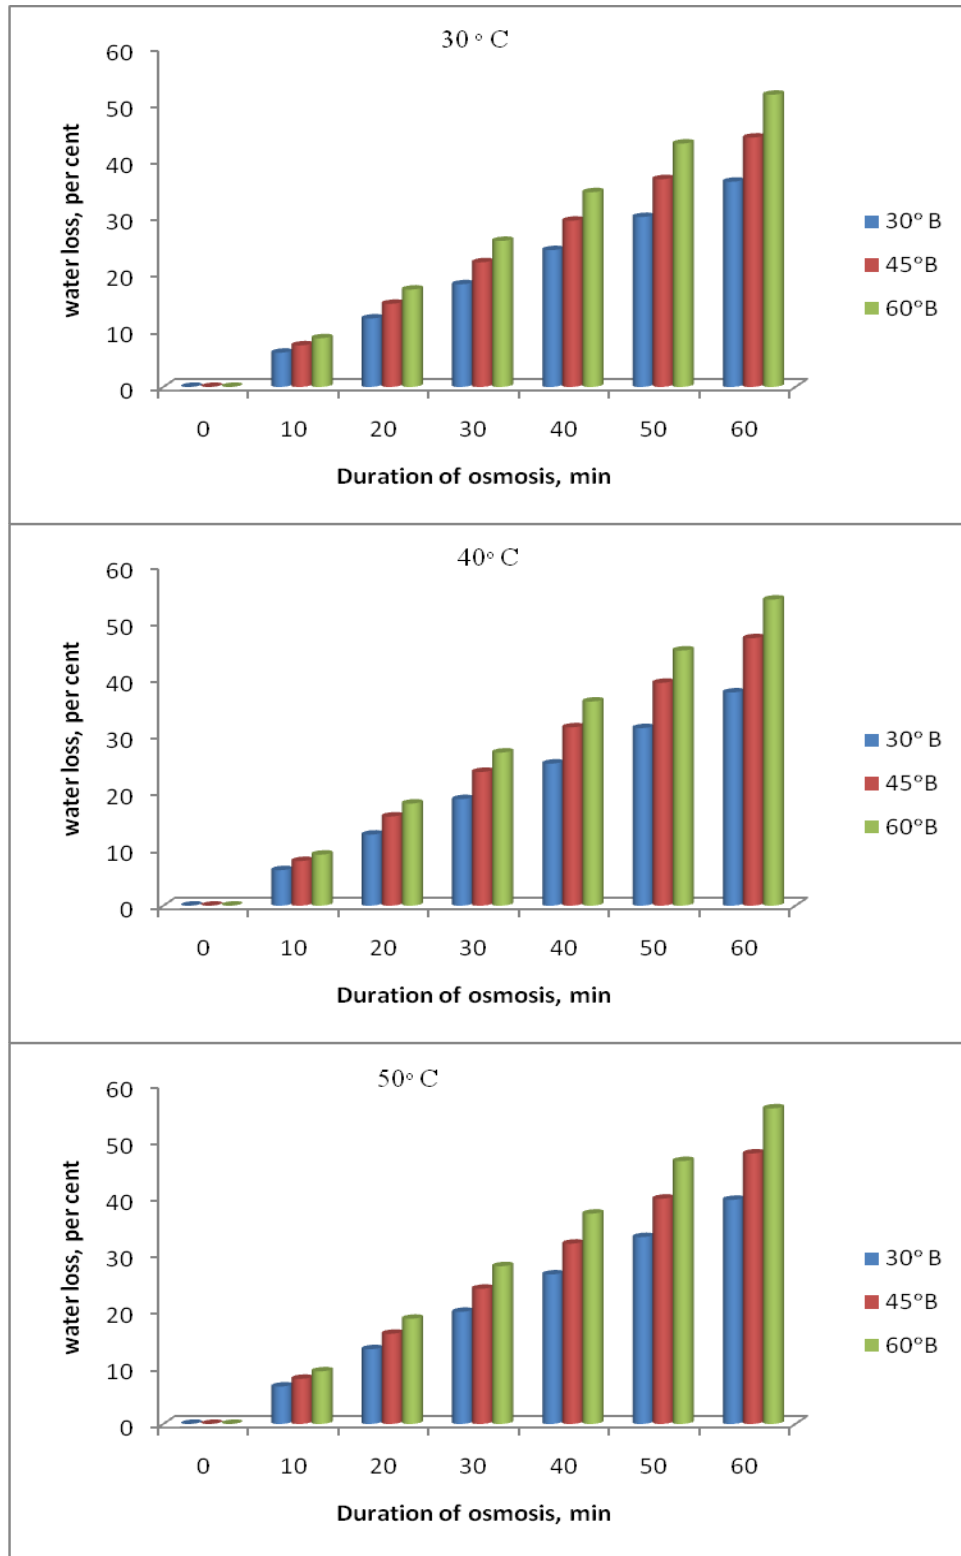 30 ° C
60
50
40
30
20
10
0
water loss, per cent
0 10 20 30 40 50 60
Duration of osmosis, min
30° B
45°B
60°B
40° C
60
50
40
30
20
10
0
water loss, per cent
0 10 20 30 40 50 60
Duration of osmosis, min
30° B
45°B
60°B
50° C
60
50
40
30
20
10
0
water loss, per cent
0 10 20 30 40 50 60
Duration of osmosis, min
30° B
45°B
60°B